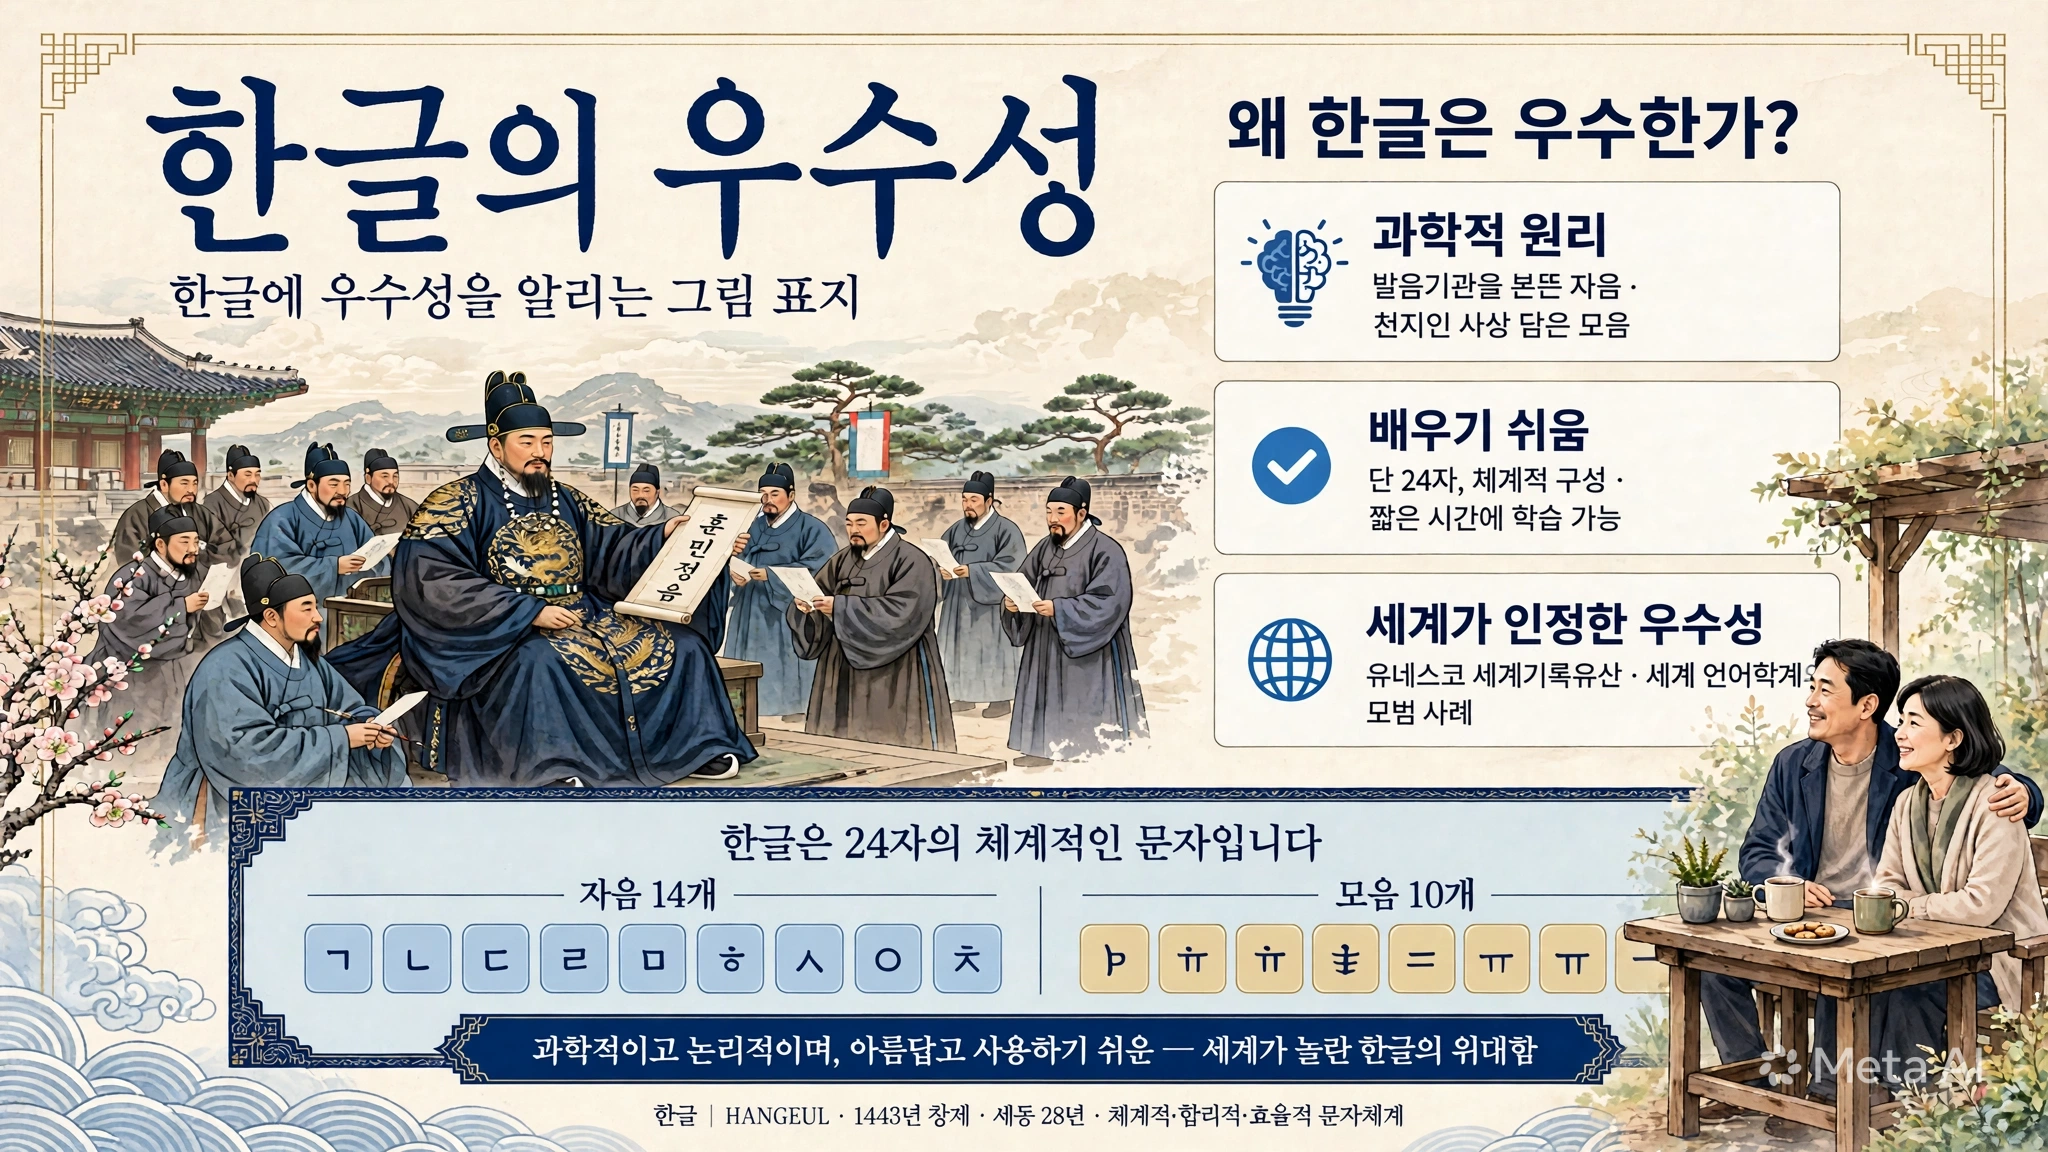 한글의 우수성
한글에 우수성을 알리는 그림 표지
훈민정음
왜 한글은 우수한가?
과학적 원리
발음기관을 본뜬 자음 ·
천지인 사상 담은 모음
배우기 쉬움
단 24자, 체계적 구성 ·
짧은 시간에 학습 가능
세계가 인정한 우수성
유네스코 세계기록유산 · 세계 언어학계
모범 사례
한글은 24자의 체계적인 문자입니다
자음 14개
ㄱ ㄴ ㄷ ㄹ ㅁ ㅎ ㅅ ㅇ ㅊ
모음 10개
ㅠ ㅠ = ㅠ ㅠ
과학적이고 논리적이며, 아름답고 사용하기 쉬운 — 세계가 놀란 한글의 위대함
한글 | HANGEUL · 1443년 창제 · 세동 28년 · 체계적·합리적·효율적 문자체계
Meta AI